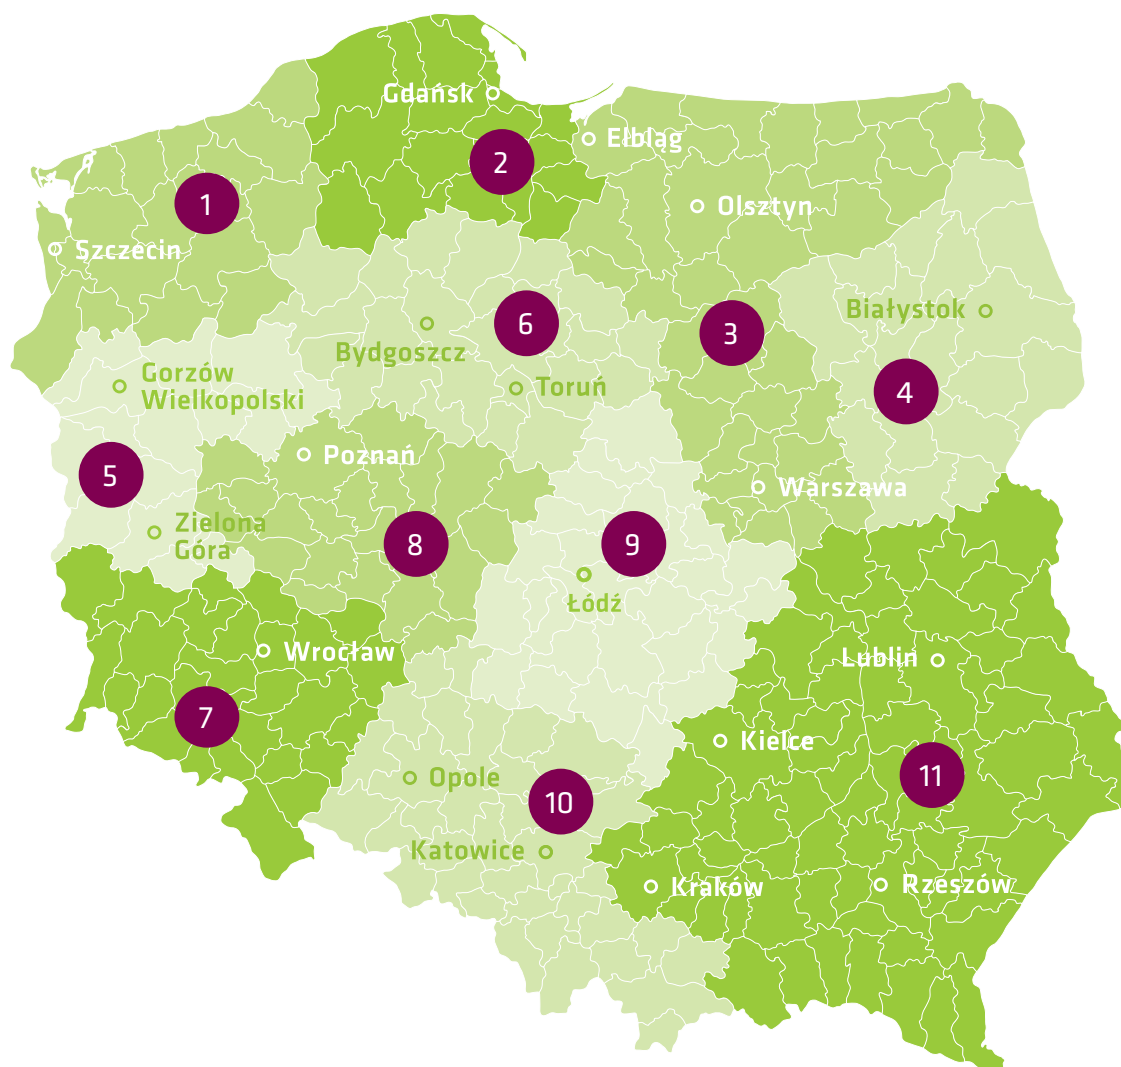 Gdańsk
2
Elbląg
1
Olsztyn
Szczecin
Białystok
6
3
Bydgoszcz
Gorzów
Wielkopolski
Toruń
4
Poznań
5
Warszawa
Zielona
Góra
8
9
Łódź
Wrocław
Lublin
7
Kielce
Opole
11
10
Katowice
Kraków
Rzeszów